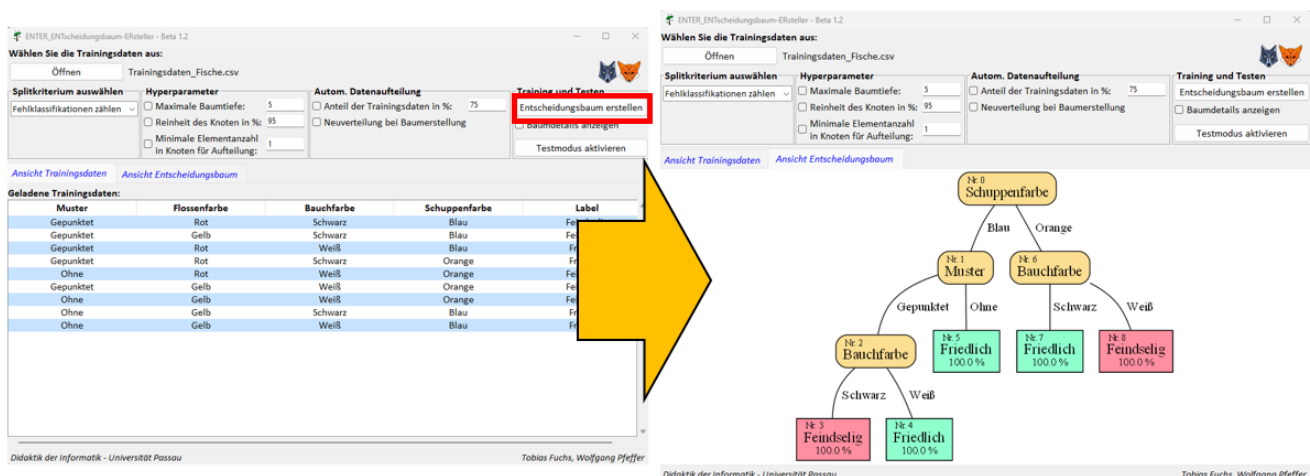 ENTER_ENTscheidungsbaum-ERsteller - Beta 1.2
Wählen Sie die Trainingsdaten aus:
Öffnen Trainingsdaten_Fische.csv
Splitkriterium auswählen Hyperparameter Autom. Datenaufteilung Training und Testen
Fehlklassifikationen zählen Maximale Baumtiefe: 5 Anteil der Trainingsdaten in %: 75 Entscheidungsbaum erstellen
Reinheit des Knoten in %: 95 Neuverteilung bei Baumerstellung Baumdetails anzeigen
Minimale Elementanzahl
in Knoten für Aufteilung: 1 Testmodus aktivieren
Ansicht Trainingsdaten Ansicht Entscheidungsbaum
Geladene Trainingsdaten:
Muster Flossenfarbe Bauchfarbe Schuppenfarbe Label
Gepunktet Rot Schwarz Blau
Gepunktet Gelb Schwarz Blau
Gepunktet Rot Weiß Blau
Gepunktet Rot Schwarz Orange
Ohne Rot Weiß Orange
Gepunktet Gelb Weiß Orange
Ohne Gelb Weiß Orange
Ohne Gelb Schwarz Blau
Ohne Gelb Weiß Blau
Didaktik der Informatik - Universität Passau Tobias Fuchs, Wolfgang Pfeffer
ENTER_ENTscheidungsbaum-ERsteller - Beta 1.2
Wählen Sie die Trainingsdaten aus:
Öffnen Trainingsdaten_Fische.csv
Splitkriterium auswählen Hyperparameter Autom. Datenaufteilung Training und Testen
Fehlklassifikationen zählen Maximale Baumtiefe: 5 Anteil der Trainingsdaten in %: 75 Entscheidungsbaum erstellen
Reinheit des Knoten in %: 95 Neuverteilung bei Baumerstellung Baumdetails anzeigen
Minimale Elementanzahl
in Knoten für Aufteilung: 1 Testmodus aktivieren
Ansicht Trainingsdaten Ansicht Entscheidungsbaum
Nr. 0
Schuppenfarbe
Blau Orange
Nr. 1 Nr. 6
Muster Bauchfarbe
Gepunktet Ohne Schwarz Weiß
Nr. 2 Nr. 5 Nr. 7 Nr. 8
Bauchfarbe Friedlich Friedlich Feindselig
100.0 % 100.0 % 100.0 %
Schwarz Weiß
Nr. 3 Nr. 4
Feindselig Friedlich
100.0 % 100.0 %
Didaktik der Informatik - Universität Passau Tobias Fuchs, Wolfgang Pfeffer